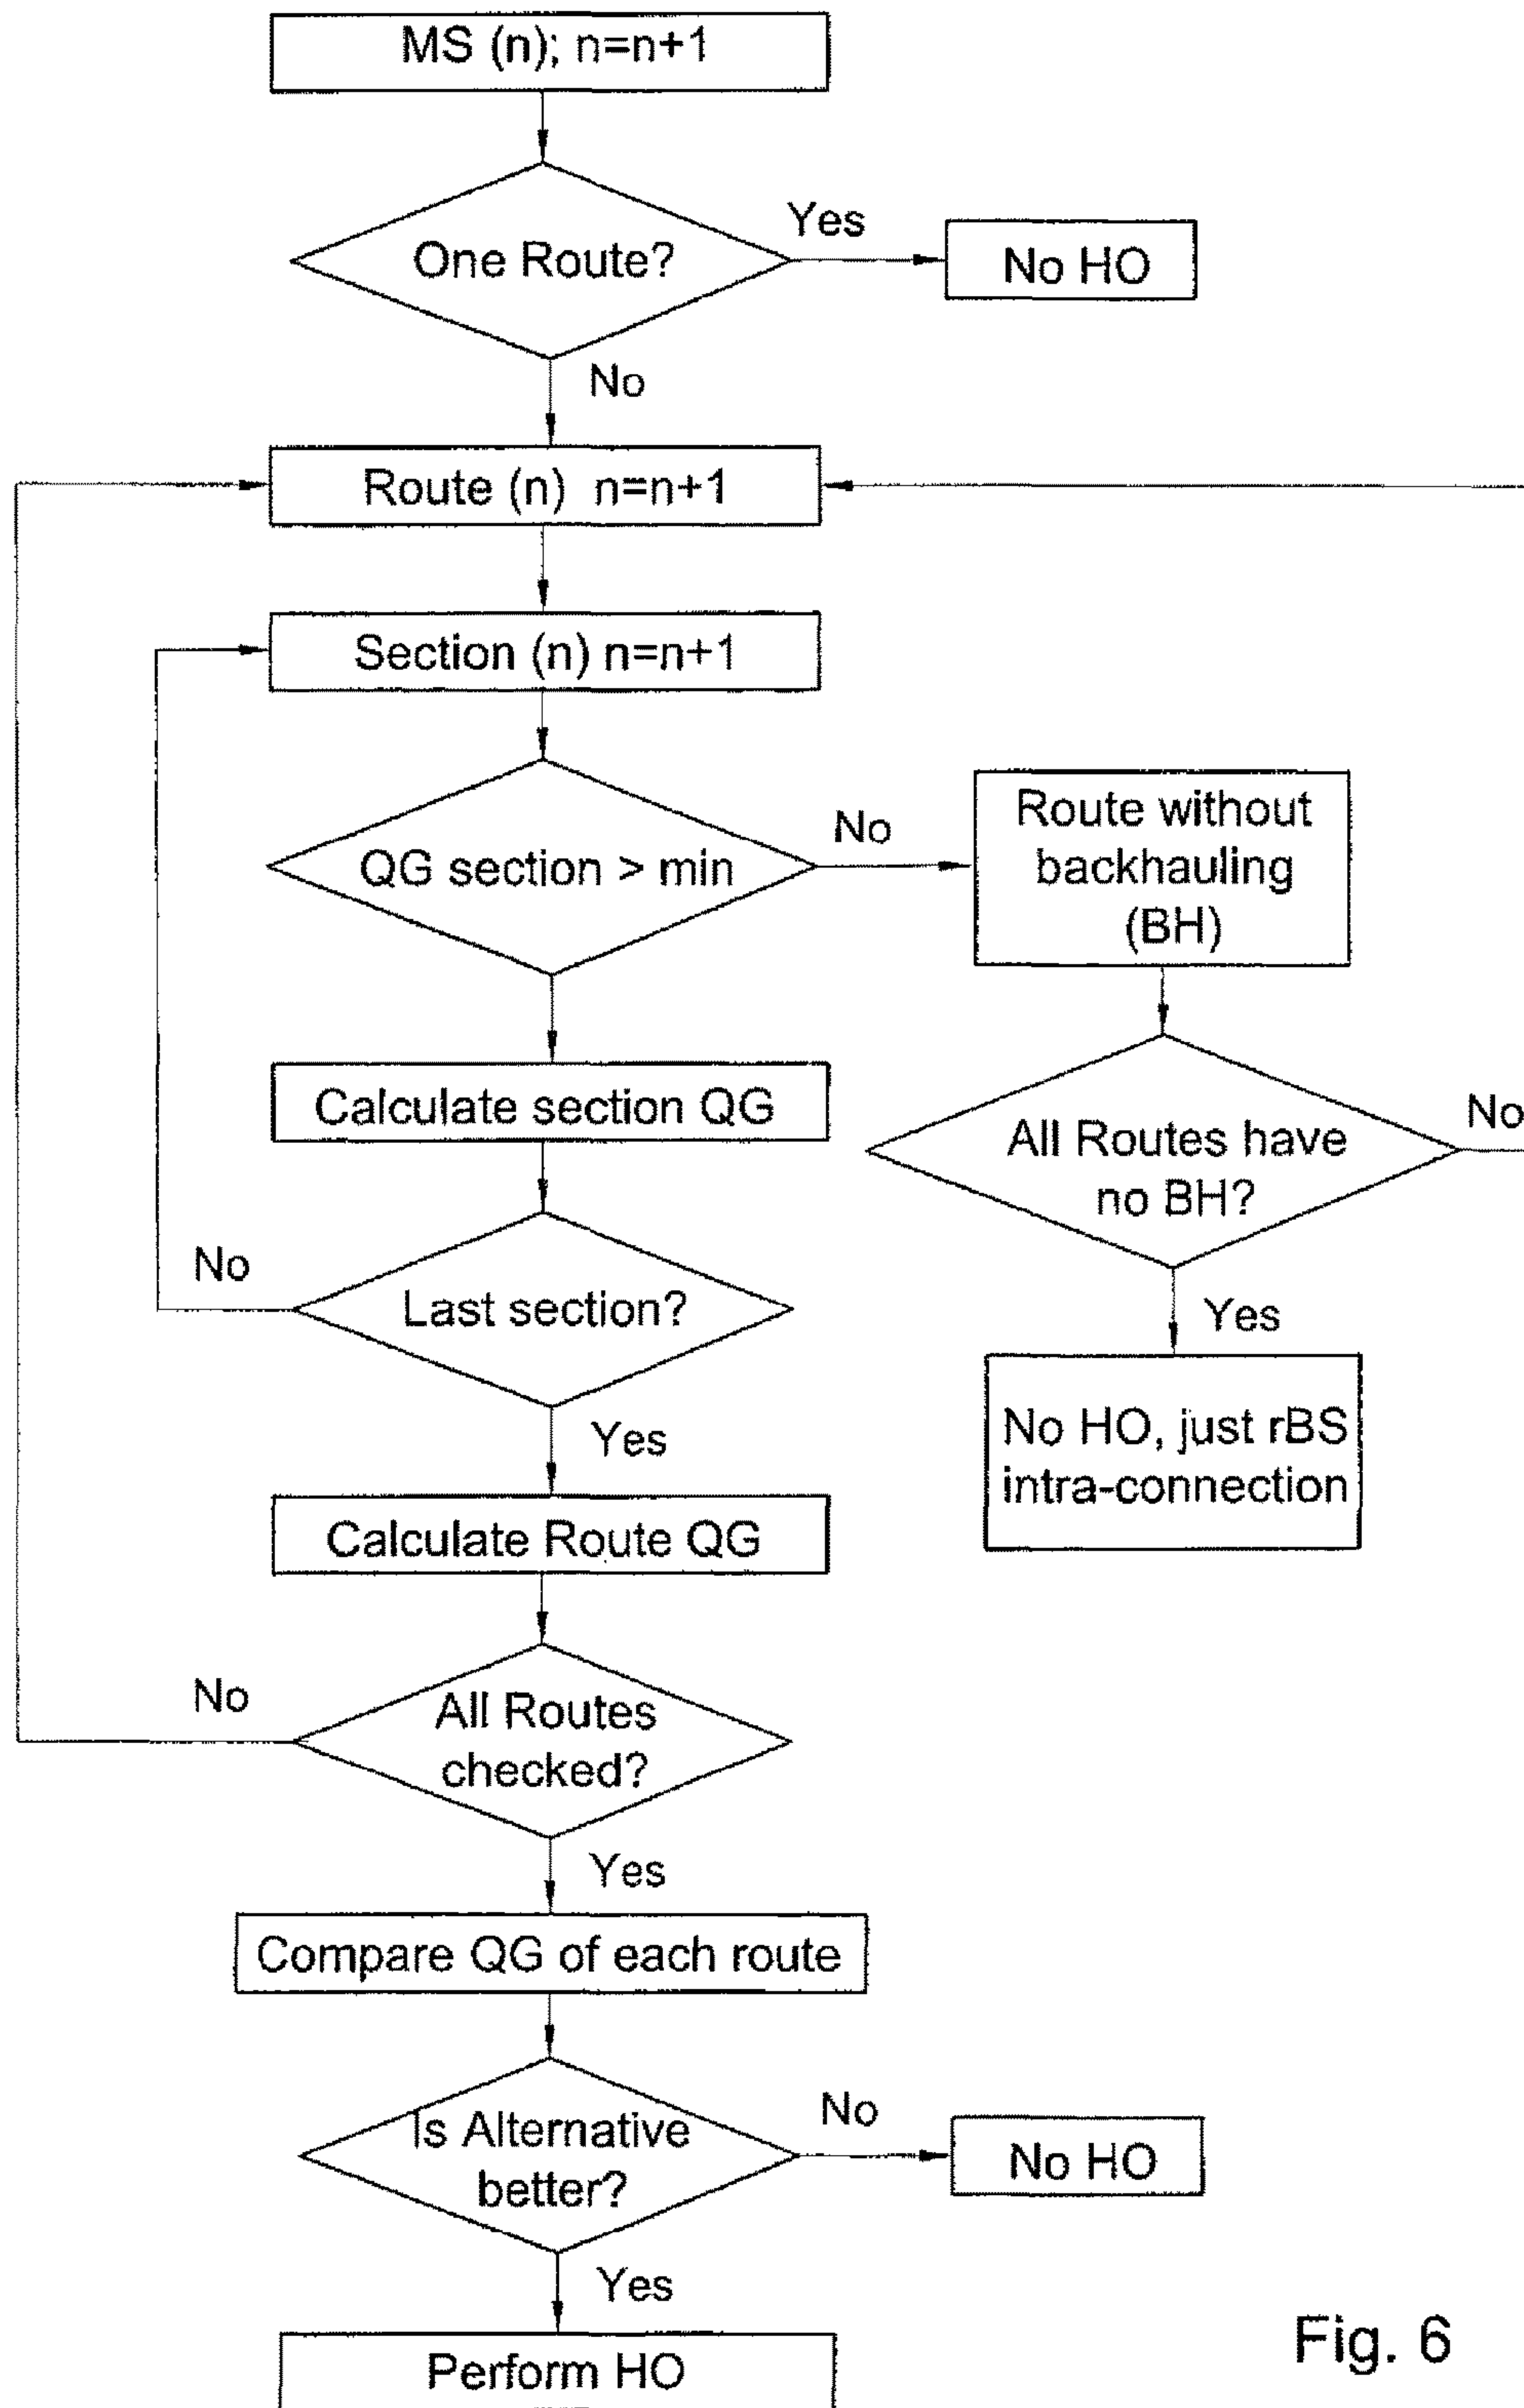 MS (n); n=n+1
One Route?
Yes
No HO
No
Route (n) n=n+1
Section (n) n=n+1
QG section > min
No
Route without
backhauling
(BH)
Calculate section QG
All Routes have
no BH?
No
Last section?
No
Yes
No HO, just rBS
intra-connection
Yes
Calculate Route QG
All Routes
checked?
No
Yes
Compare QG of each route
Is Alternative
better?
No
No HO
Yes
Perform HO
Fig. 6